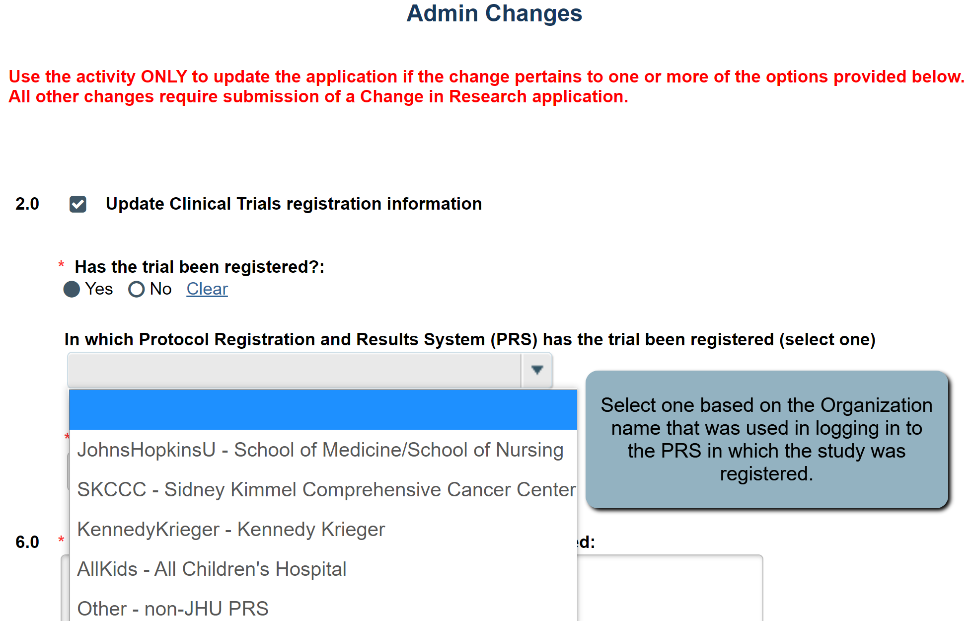 Admin Changes
Use the activity ONLY to update the application if the change pertains to one or more of the options provided below.
All other changes require submission of a Change in Research application.
2.0 Update Clinical Trials registration information
* Has the trial been registered?:
Yes No Clear
In which Protocol Registration and Results System (PRS) has the trial been registered (select one)
Select one based on the Organization
name that was used in logging in to
the PRS in which the study was
registered.
*
JohnsHopkinsU - School of Medicine/School of Nursing
SKCCC - Sidney Kimmel Comprehensive Cancer Center
KennedyKrieger - Kennedy Krieger
6.0 *
AllKids - All Children's Hospital
Other - non-JHU PRS